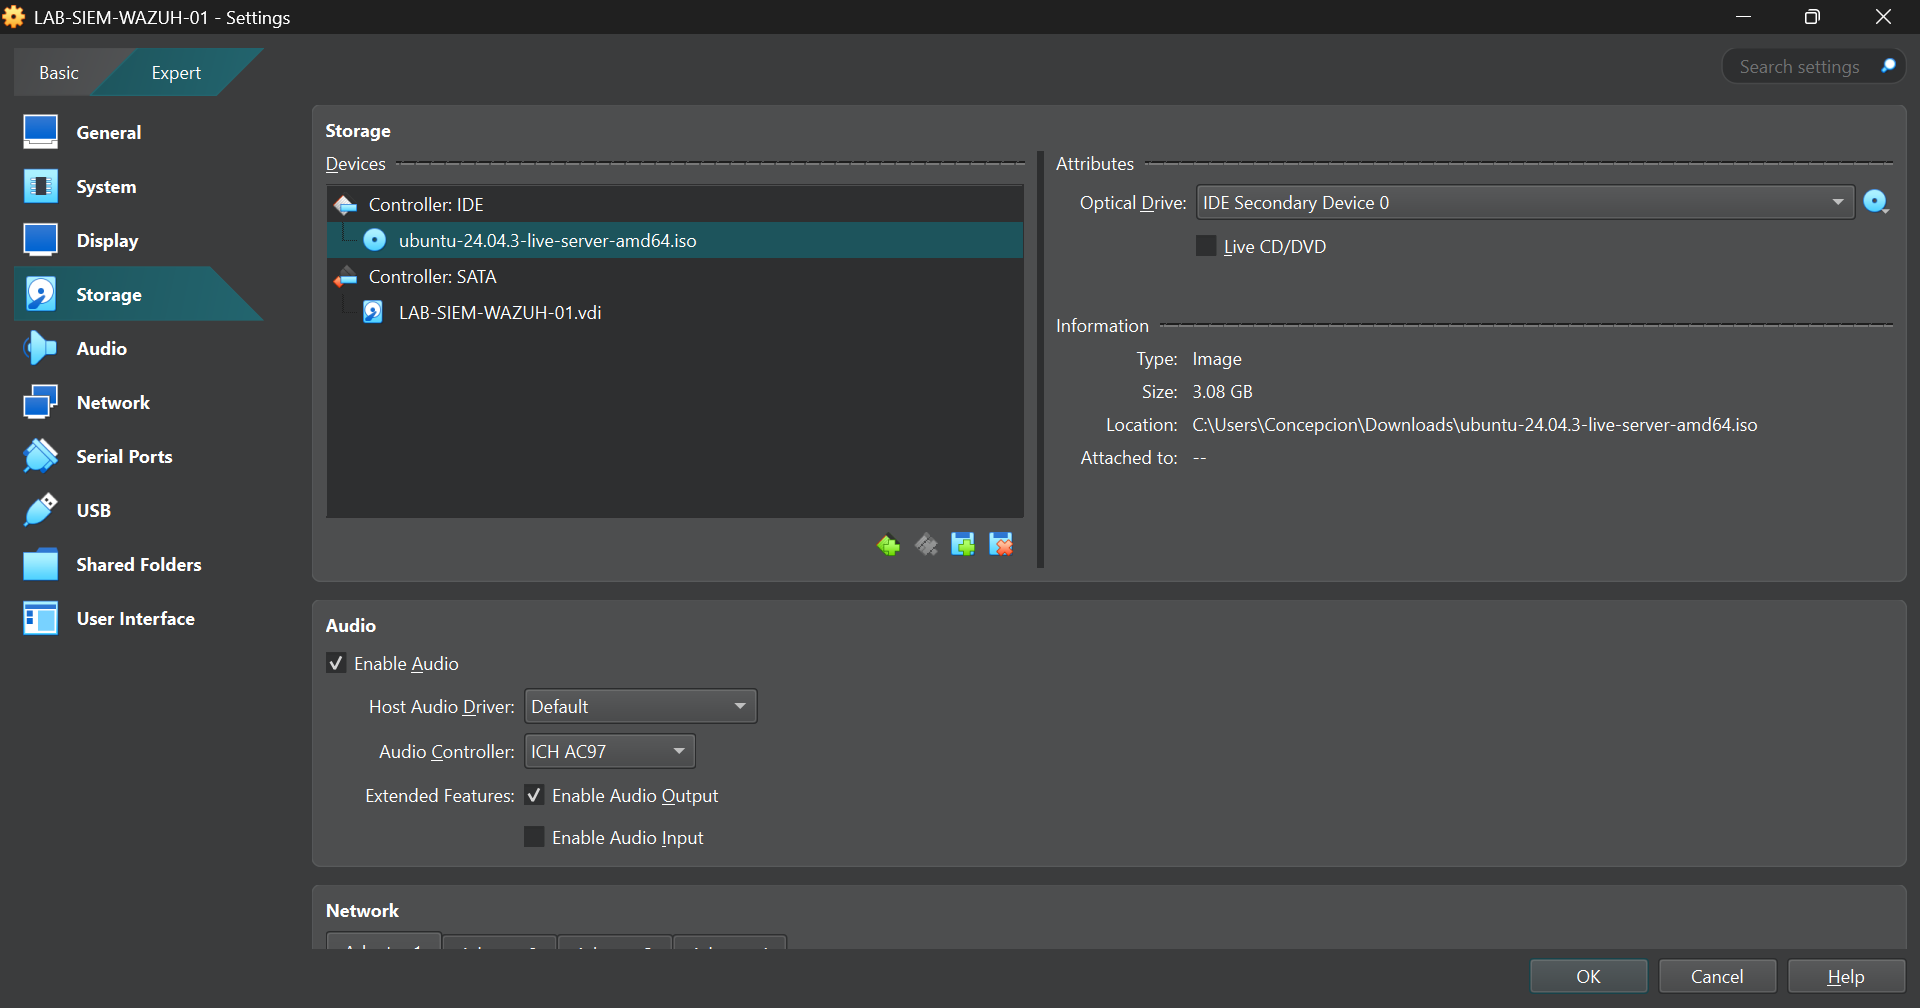 LAB-SIEM-WAZUH-01 - Settings
Basic
Expert
Search settings
General
System
Display
Storage
Audio
Network
Serial Ports
USB
Shared Folders
User Interface
Storage
Devices
Controller: IDE
ubuntu-24.04.3-live-server-amd64.iso
Controller: SATA
LAB-SIEM-WAZUH-01.vdi
Attributes
Optical Drive: IDE Secondary Device 0
Live CD/DVD
Information
Type: Image
Size: 3.08 GB
Location: C:\Users\Concepcion\Downloads\ubuntu-24.04.3-live-server-amd64.iso
Attached to: --
Audio
Enable Audio
Host Audio Driver: Default
Audio Controller: ICH AC97
Extended Features: Enable Audio Output
Enable Audio Input
Network
OK
Cancel
Help